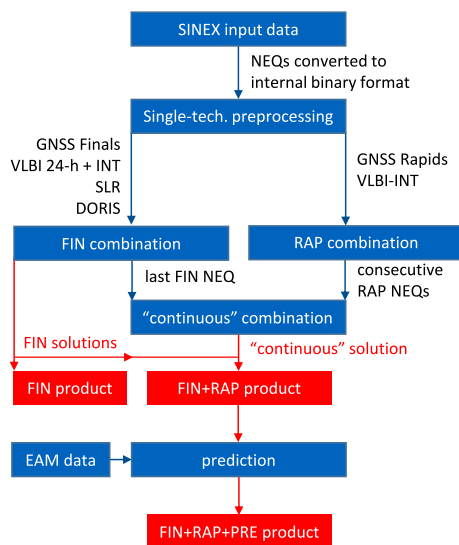 SINEX input data
NEQs converted to
internal binary format
Single-tech. preprocessing
GNSS Finals
VLBI 24-h + INT
SLR
DORIS
GNSS Rapids
VLBI-INT
FIN combination
RAP combination
last FIN NEQ
consecutive
RAP NEQs
“continuous” combination
FIN solutions
“continuous” solution
FIN product
FIN+RAP product
EAM data
prediction
FIN+RAP+PRE product